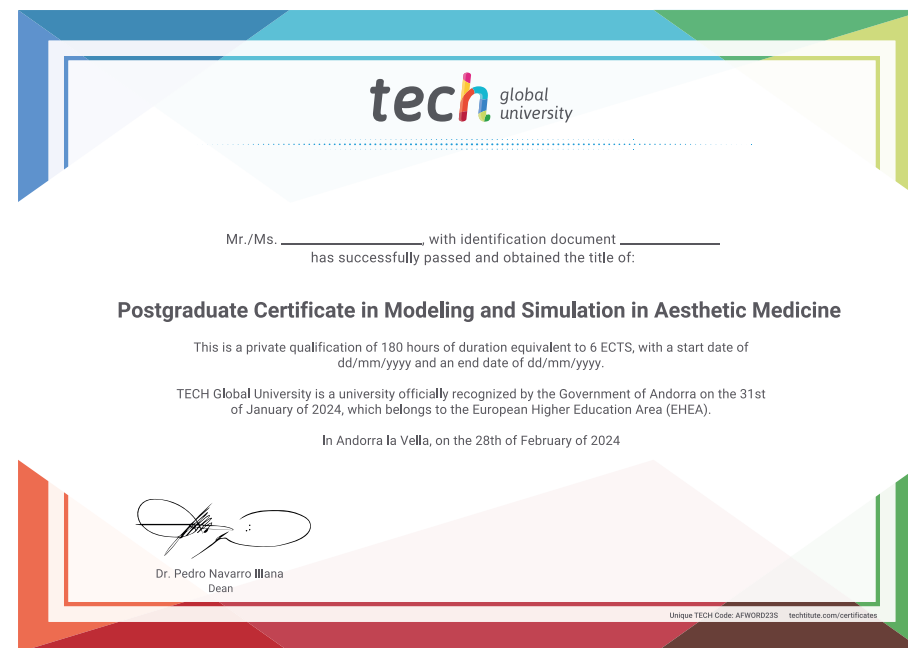 tech global
university
Mr./Ms. ____________, with identification document ____________
has successfully passed and obtained the title of:
Postgraduate Certificate in Modeling and Simulation in Aesthetic Medicine
This is a private qualification of 180 hours of duration equivalent to 6 ECTS, with a start date of
dd/mm/yyyy and an end date of dd/mm/yyyy.
TECH Global University is a university officially recognized by the Government of Andorra on the 31st
of January of 2024, which belongs to the European Higher Education Area (EHEA).
In Andorra la Vella, on the 28th of February of 2024
Dr. Pedro Navarro Illana
Dean
Unique TECH Code: AFWORD23S techtitute.com/certificates